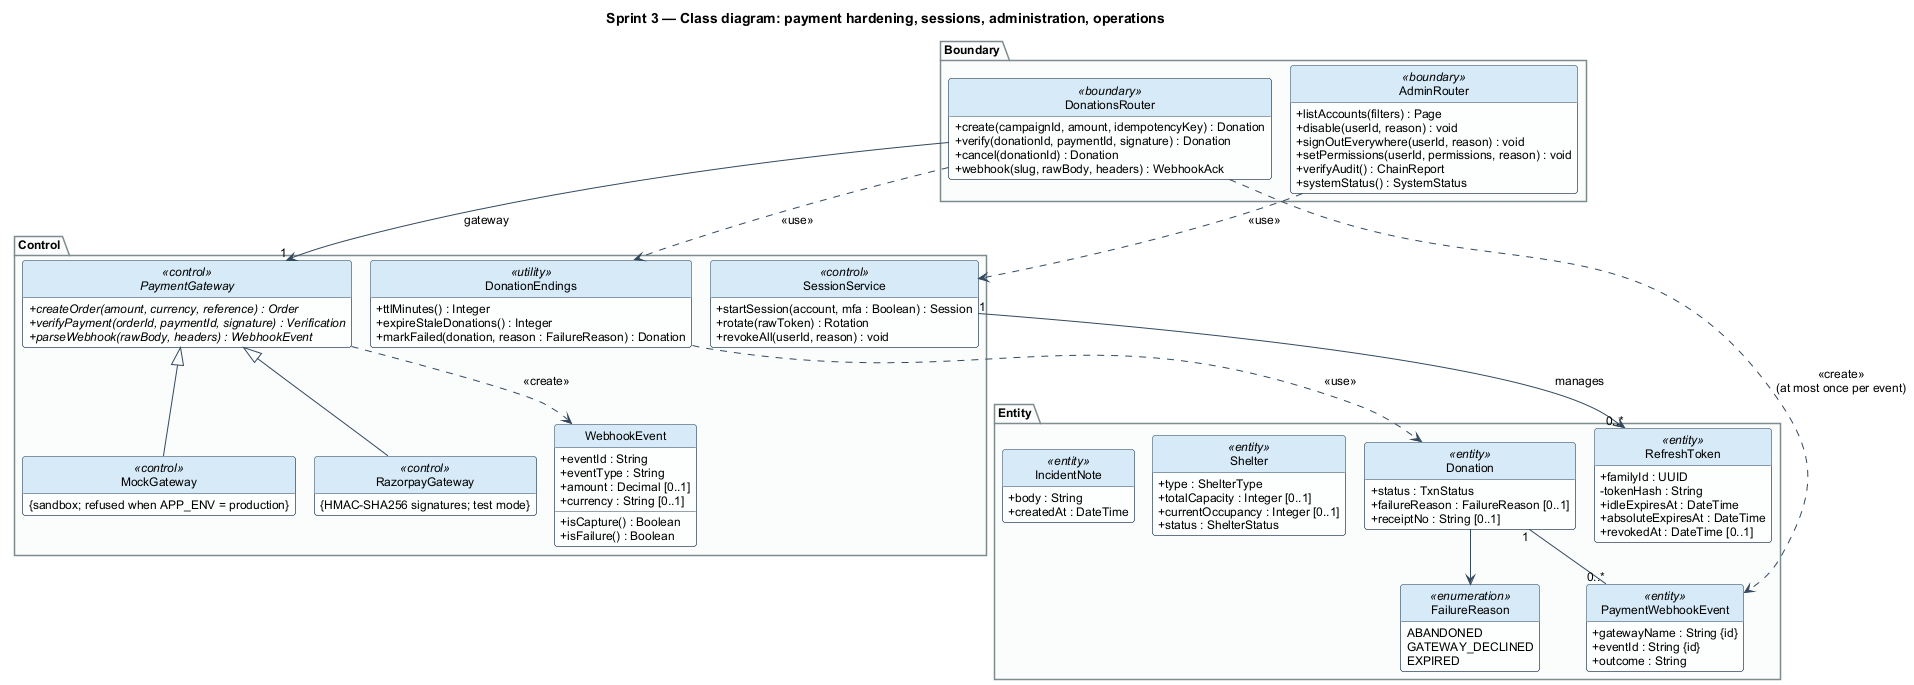 Sprint 3 — Class diagram: payment hardening, sessions, administration, operations
Boundary
«boundary»
DonationsRouter
+create(campaignId, amount, idempotencyKey) : Donation
+verify(donationId, paymentId, signature) : Donation
+cancel(donationId) : Donation
+webhook(slug, rawBody, headers) : WebhookAck
«boundary»
AdminRouter
+listAccounts(filters) : Page
+disable(userId, reason) : void
+signOutEverywhere(userId, reason) : void
+setPermissions(userId, permissions, reason) : void
+verifyAudit() : ChainReport
+systemStatus() : SystemStatus
gateway
1
«use»
«use»
Control
«control»
PaymentGateway
+createOrder(amount, currency, reference) : Order
+verifyPayment(orderId, paymentId, signature) : Verification
+parseWebhook(rawBody, headers) : WebhookEvent
«utility»
DonationEndings
+ttlMinutes() : Integer
+expireStaleDonations() : Integer
+markFailed(donation, reason : FailureReason) : Donation
«control»
SessionService
+startSession(account, mfa : Boolean) : Session
+rotate(rawToken) : Rotation
+revokeAll(userId, reason) : void
1
«create»
«use»
manages
0..*
«create»
(at most once per event)
«control»
MockGateway
{sandbox; refused when APP_ENV = production}
«control»
RazorpayGateway
{HMAC-SHA256 signatures; test mode}
WebhookEvent
+eventId : String
+eventType : String
+amount : Decimal [0..1]
+currency : String [0..1]
+isCapture() : Boolean
+isFailure() : Boolean
Entity
«entity»
IncidentNote
+body : String
+createdAt : DateTime
«entity»
Shelter
+type : ShelterType
+totalCapacity : Integer [0..1]
+currentOccupancy : Integer [0..1]
+status : ShelterStatus
«entity»
Donation
+status : TxnStatus
+failureReason : FailureReason [0..1]
+receiptNo : String [0..1]
«entity»
RefreshToken
+familyId : UUID
-tokenHash : String
+idleExpiresAt : DateTime
+absoluteExpiresAt : DateTime
+revokedAt : DateTime [0..1]
1
0..*
«enumeration»
FailureReason
ABANDONED
GATEWAY_DECLINED
EXPIRED
«entity»
PaymentWebhookEvent
+gatewayName : String {id}
+eventId : String {id}
+outcome : String